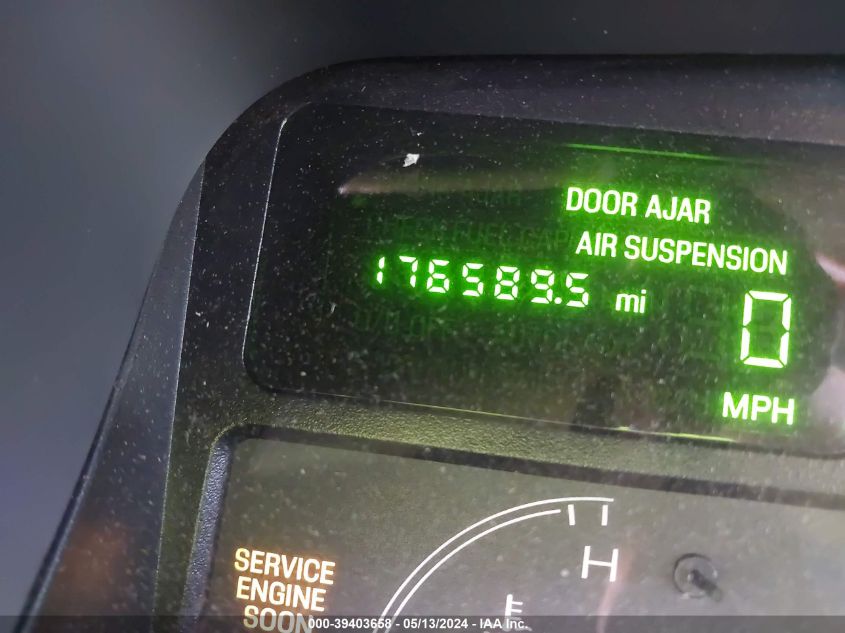 DOOR AJAR
AIR SUSPENSION
176589.5 mi
0
MPH
H
SERVICE
ENGINE
SOON
000-39403658 - 05/13/2024 - IAA Inc.